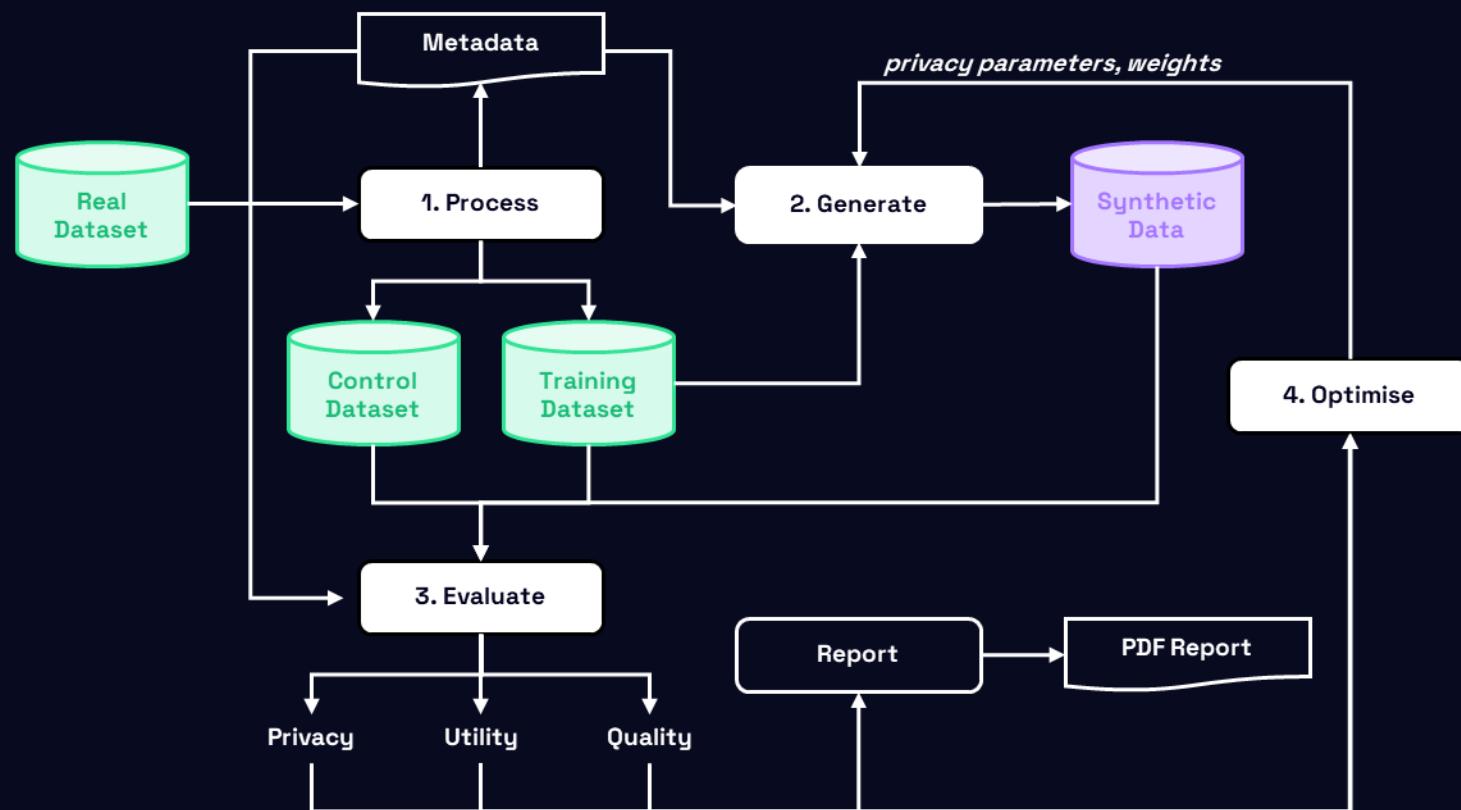 Metadata
privacy parameters, weights
Real
Dataset
1. Process
2. Generate
Synthetic
Data
Control
Dataset
Training
Dataset
4. Optimise
3. Evaluate
Report
PDF Report
Privacy
Utility
Quality